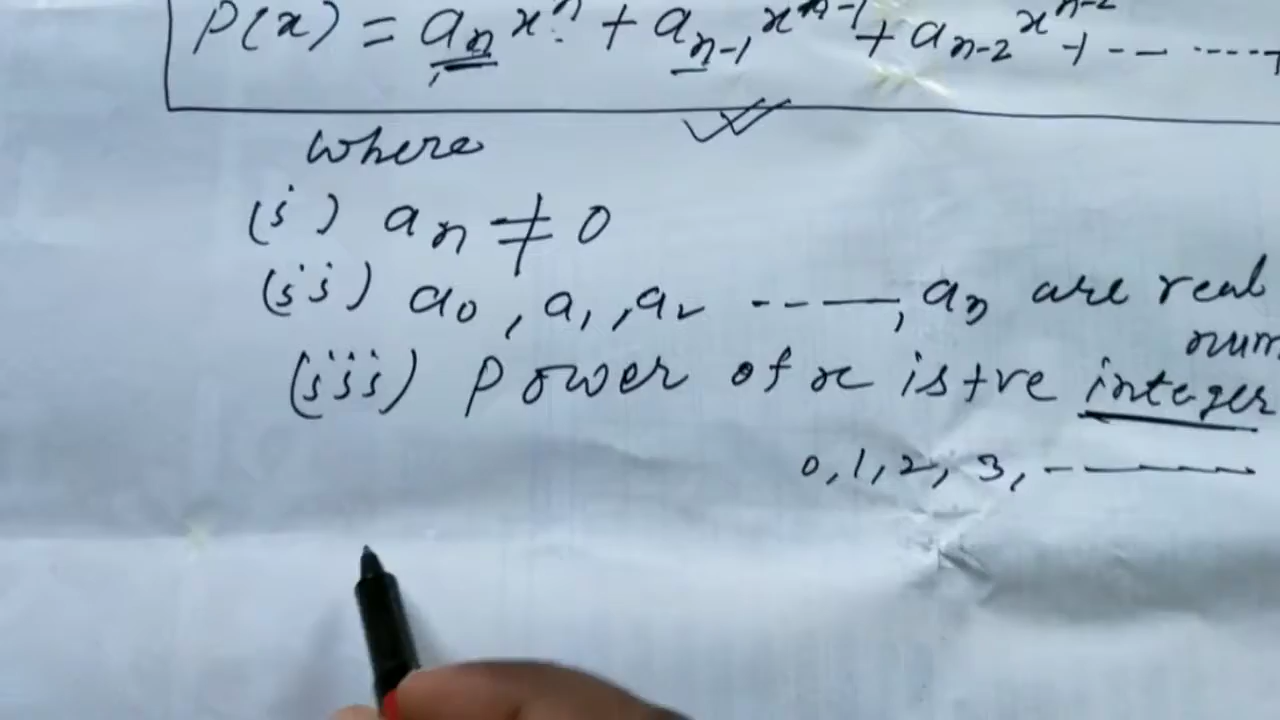 P(x) = aₙxⁿ + aₙ₋₁xⁿ⁻¹ + aₙ₋₂xⁿ⁻² + -- ----- +
where
(i) aₙ ≠ 0
(ii) a₀, a₁, a₂ -----, aₙ are real
num
(iii) Power of x is +ve integer
0, 1, 2, 3, -----